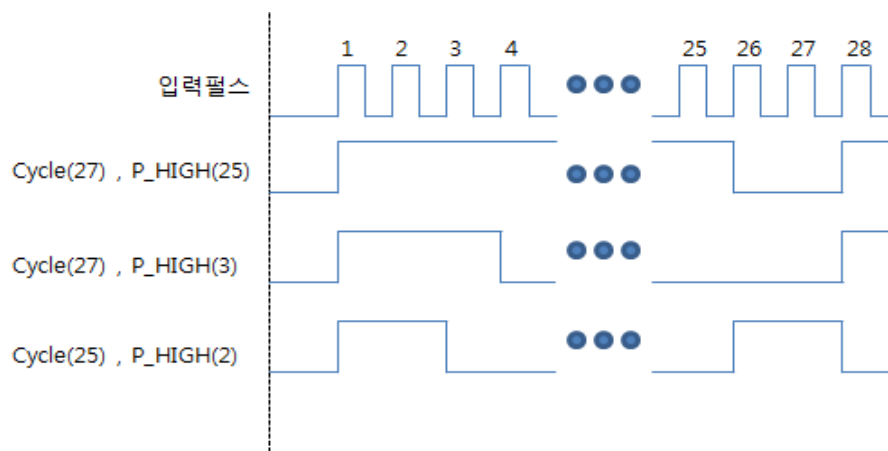 1 2 3 4 25 26 27 28
입력펄스
Cycle(27) , P_HIGH(25)
Cycle(27) , P_HIGH(3)
Cycle(25) , P_HIGH(2)